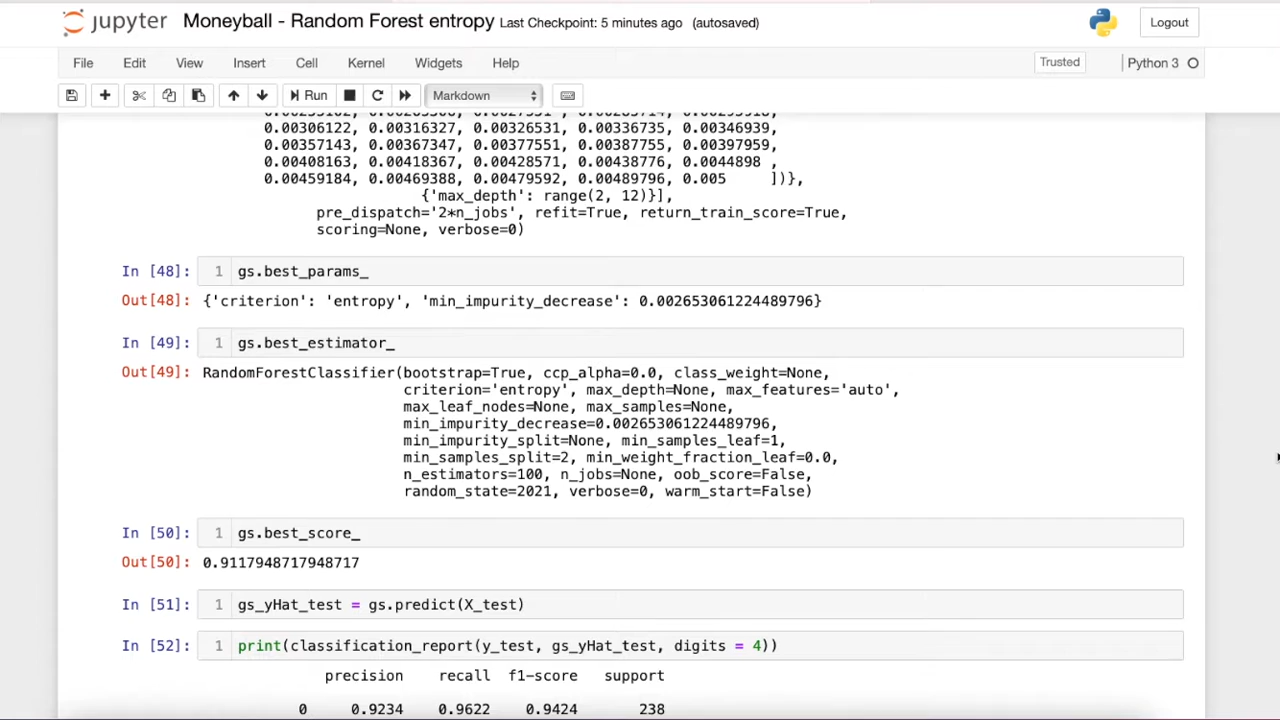 jupyter Moneyball - Random Forest entropy Last Checkpoint: 5 minutes ago (autosaved) Logout
File Edit View Insert Cell Kernel Widgets Help Trusted Python 3
Run Markdown
0.00306122, 0.00316327, 0.00326531, 0.00336735, 0.00346939,
0.00357143, 0.00367347, 0.00377551, 0.00387755, 0.00397959,
0.00408163, 0.00418367, 0.00428571, 0.00438776, 0.0044898 ,
0.00459184, 0.00469388, 0.00479592, 0.00489796, 0.005 ])},
{'max_depth': range(2, 12)}],
pre_dispatch='2*n_jobs', refit=True, return_train_score=True,
scoring=None, verbose=0)
In [48]: 1 gs.best_params_
Out[48]: {'criterion': 'entropy', 'min_impurity_decrease': 0.002653061224489796}
In [49]: 1 gs.best_estimator_
Out[49]: RandomForestClassifier(bootstrap=True, ccp_alpha=0.0, class_weight=None,
criterion='entropy', max_depth=None, max_features='auto',
max_leaf_nodes=None, max_samples=None,
min_impurity_decrease=0.002653061224489796,
min_impurity_split=None, min_samples_leaf=1,
min_samples_split=2, min_weight_fraction_leaf=0.0,
n_estimators=100, n_jobs=None, oob_score=False,
random_state=2021, verbose=0, warm_start=False)
In [50]: 1 gs.best_score_
Out[50]: 0.9117948717948717
In [51]: 1 gs_yHat_test = gs.predict(X_test)
In [52]: 1 print(classification_report(y_test, gs_yHat_test, digits = 4))
precision recall f1-score support
0 0.9234 0.9622 0.9424 238